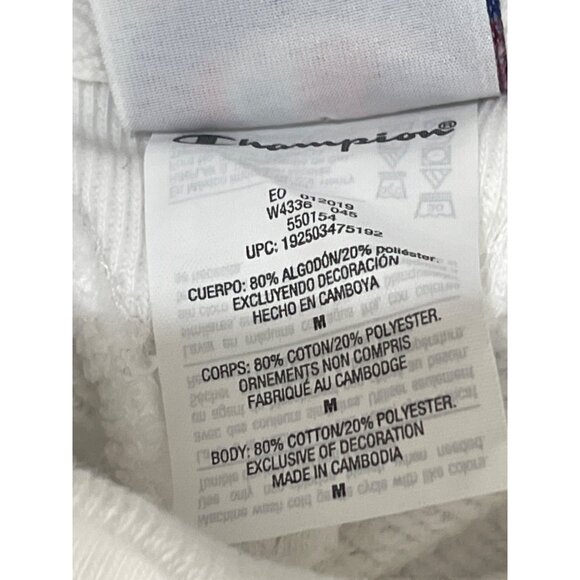 Champion®
EO 012019
W4336 045
550154
UPC: 192503475192
CUERPO: 80% ALGODÓN/20% poliéster.
EXCLUYENDO DECORACIÓN
HECHO EN CAMBOYA
M
CORPS: 80% COTON/20% POLYESTER.
ORNEMENTS NON COMPRIS
FABRIQUÉ AU CAMBODGE
M
BODY: 80% COTTON/20% POLYESTER.
EXCLUSIVE OF DECORATION
MADE IN CAMBODIA
M